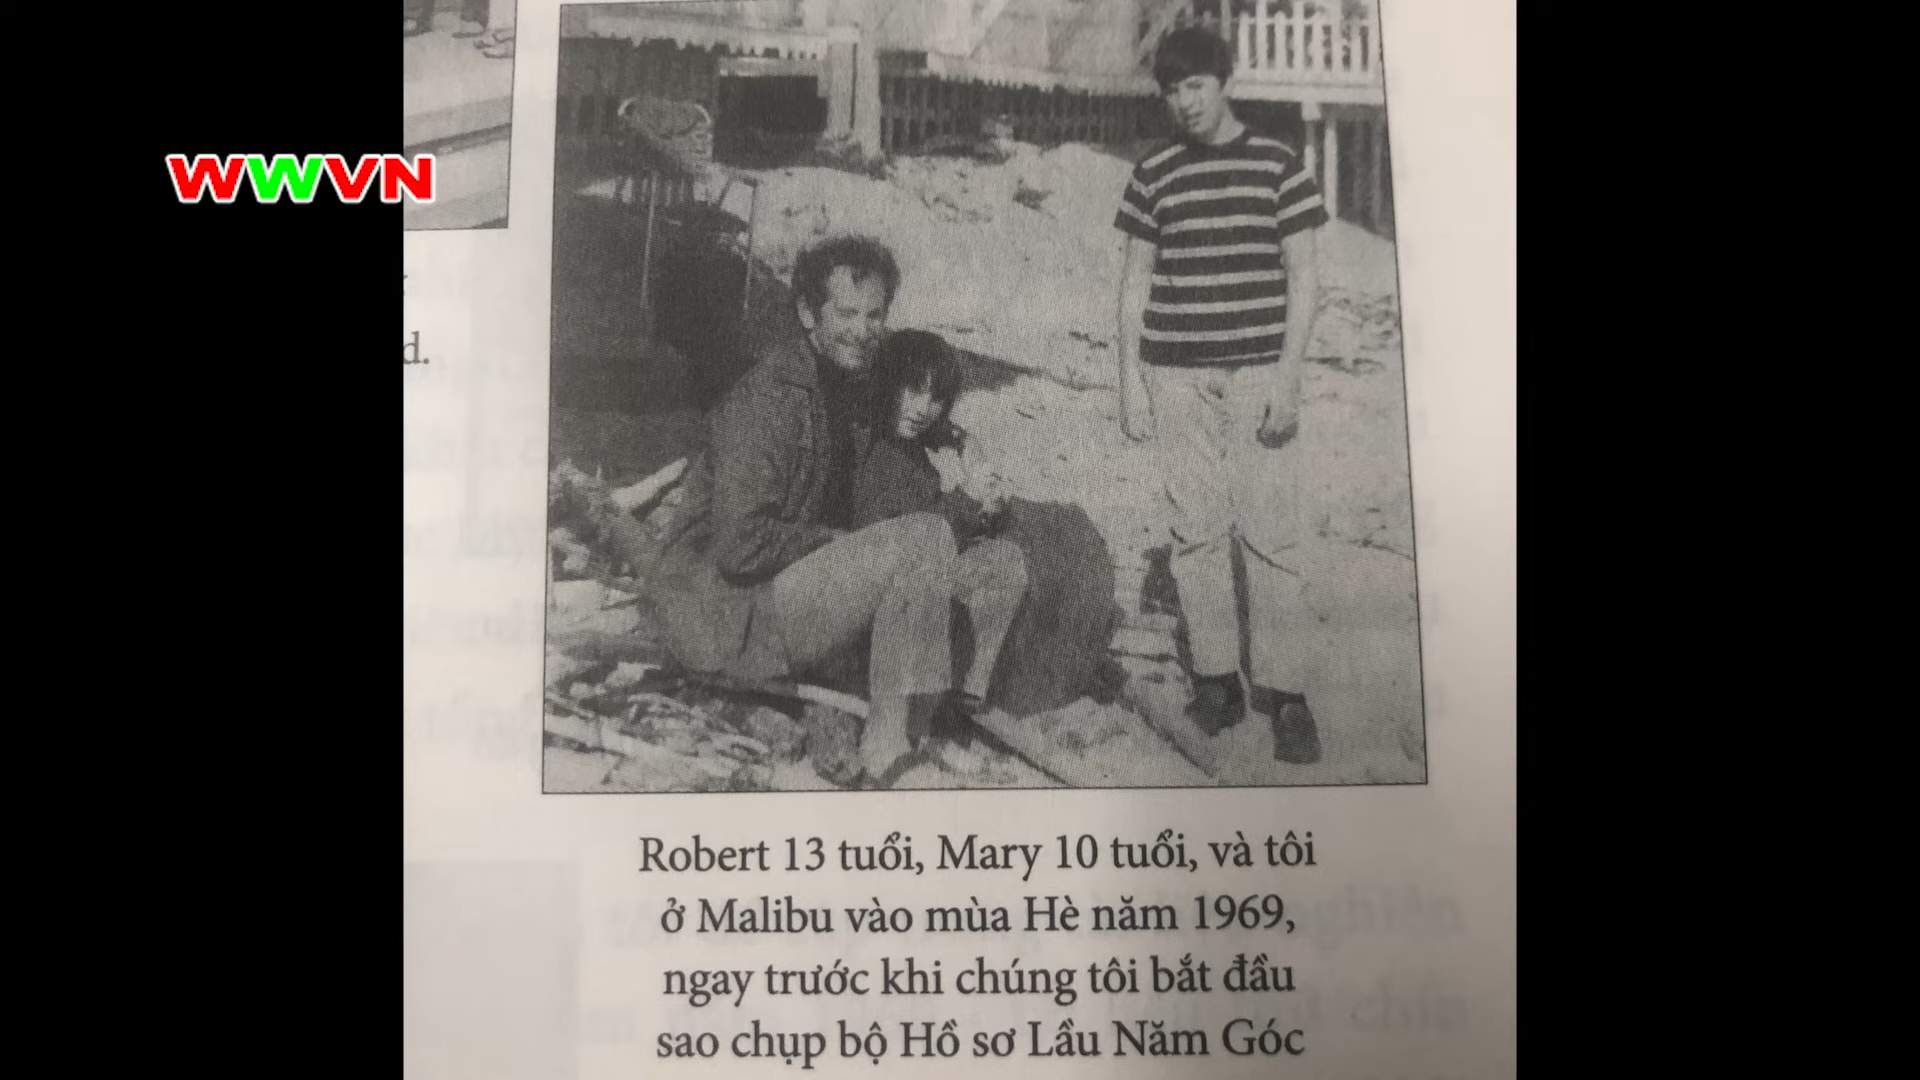 WWVN
d.
Robert 13 tuổi, Mary 10 tuổi, và tôi
ở Malibu vào mùa Hè năm 1969,
ngay trước khi chúng tôi bắt đầu
sao chụp bộ Hồ sơ Lầu Năm Góc